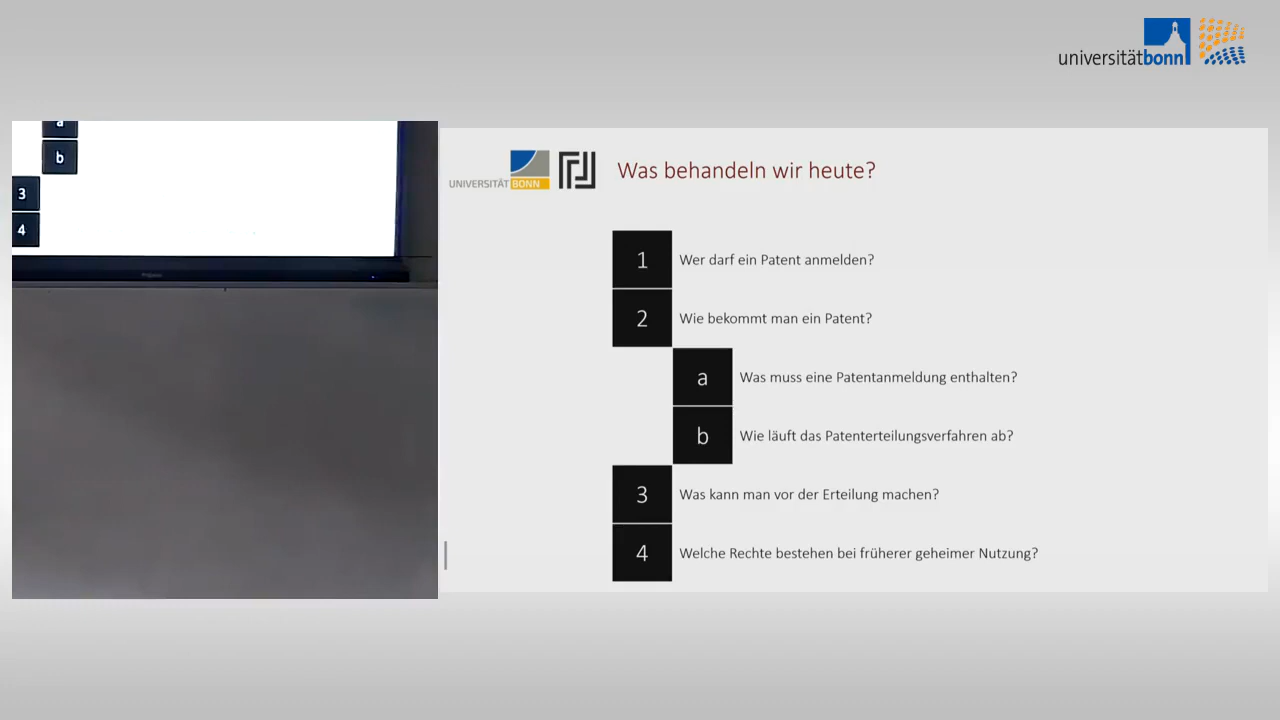 universitätbonn
a
b
3
4
UNIVERSITÄT BONN
Was behandeln wir heute?
1 Wer darf ein Patent anmelden?
2 Wie bekommt man ein Patent?
a Was muss eine Patentanmeldung enthalten?
b Wie läuft das Patenterteilungsverfahren ab?
3 Was kann man vor der Erteilung machen?
4 Welche Rechte bestehen bei früherer geheimer Nutzung?